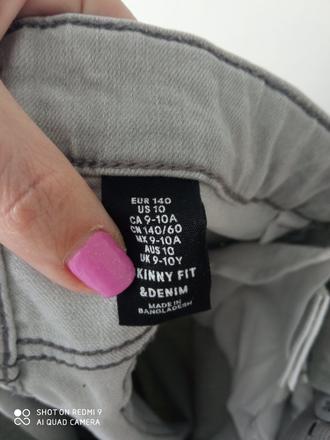 EUR 140
US 10
CA 9-10A
CN 140/60
MX 9-10A
AUS 10
UK 9-10Y
KINNY FIT
&DENIM
MADE IN
BANGLADESH
SHOT ON REDMI 9
AI QUAD CAMERA